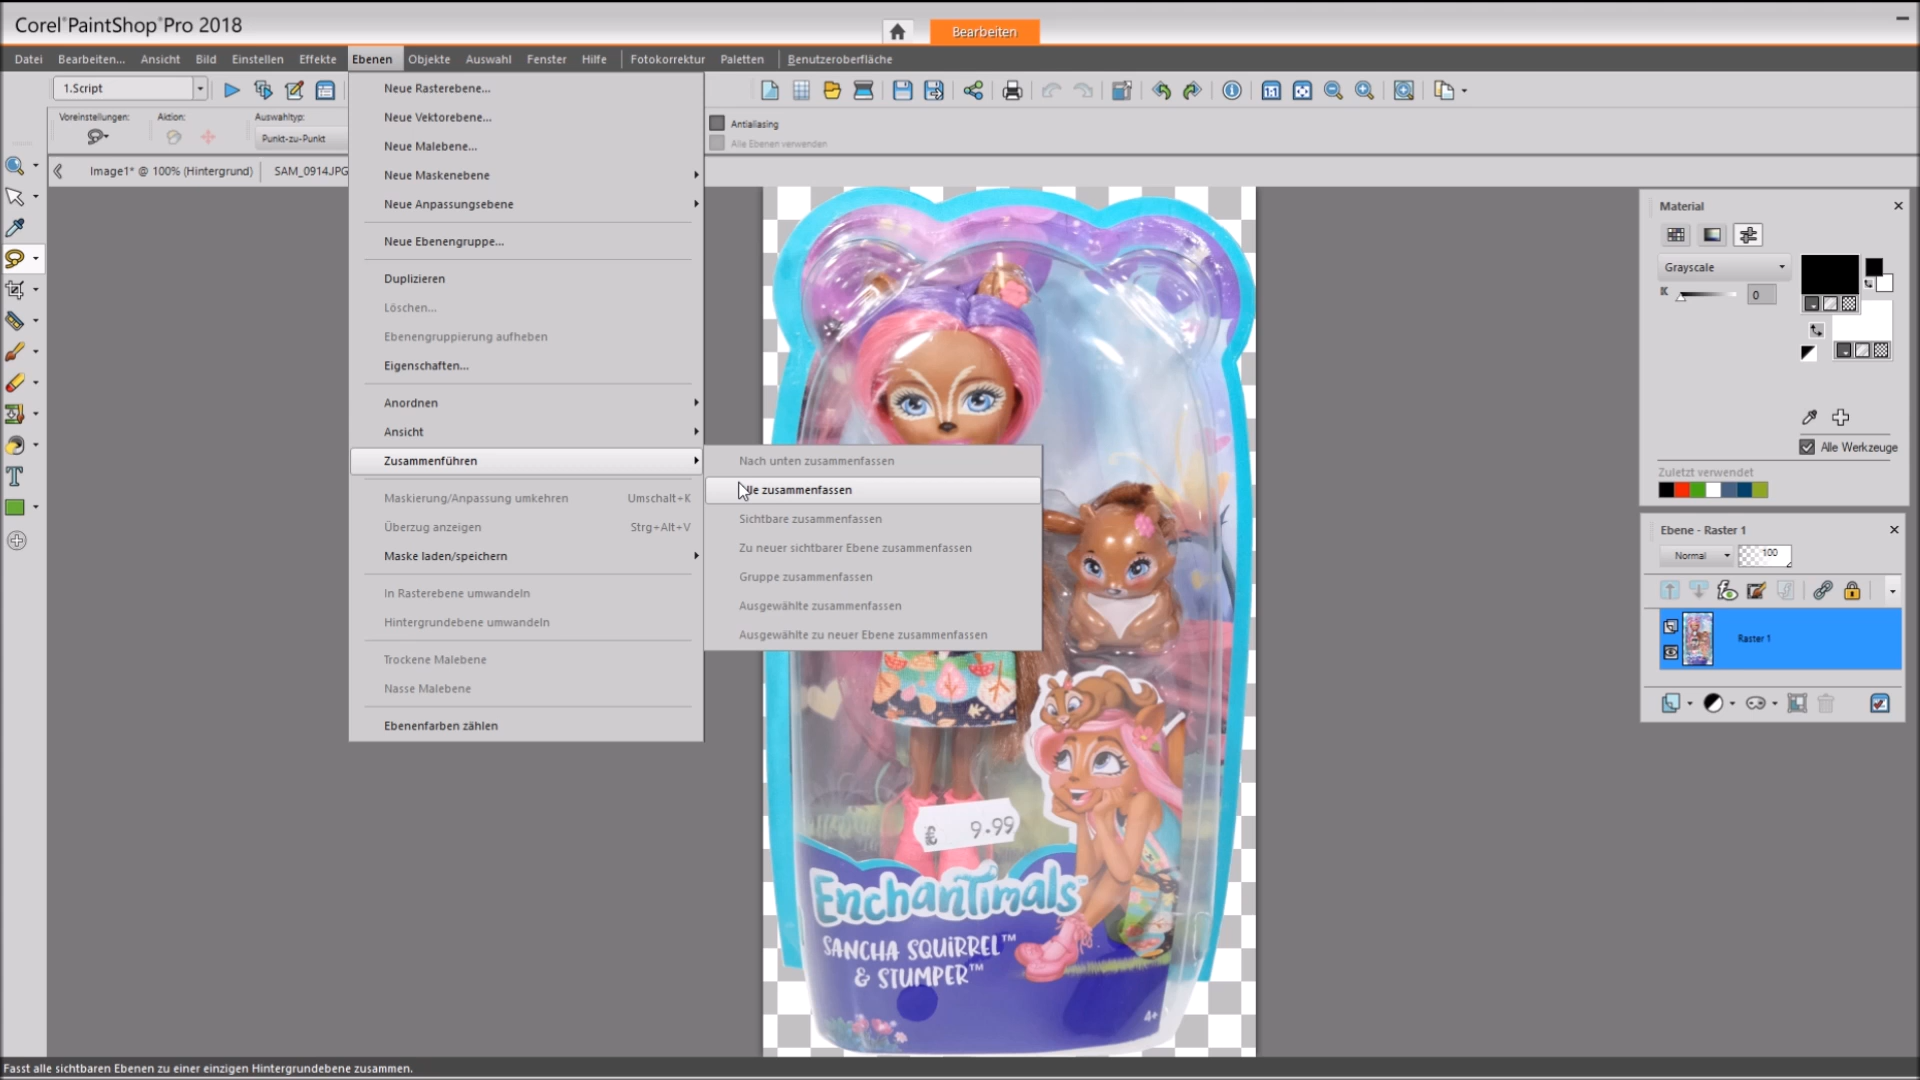 Corel®PaintShop®Pro 2018
Bearbeiten
Datei Bearbeiten... Ansicht Bild Einstellen Effekte Ebenen Objekte Auswahl Fenster Hilfe Fotokorrektur Paletten Benutzeroberfläche
1.Script
Voreinstellungen: Aktion: Auswahltyp:
Punkt-zu-Punkt
Antialiasing
Alle Ebenen verwenden
Image1* @ 100% (Hintergrund) SAM_0914.JPG
Neue Rasterebene...
Neue Vektorebene...
Neue Malebene...
Neue Maskenebene
Neue Anpassungsebene
Neue Ebenengruppe...
Duplizieren
Löschen...
Ebenengruppierung aufheben
Eigenschaften...
Anordnen
Ansicht
Zusammenführen
Maskierung/Anpassung umkehren Umschalt+K
Überzug anzeigen Strg+Alt+V
Maske laden/speichern
In Rasterebene umwandeln
Hintergrundebene umwandeln
Trockene Malebene
Nasse Malebene
Ebenenfarben zählen
Nach unten zusammenfassen
lle zusammenfassen
Sichtbare zusammenfassen
Zu neuer sichtbarer Ebene zusammenfassen
Gruppe zusammenfassen
Ausgewählte zusammenfassen
Ausgewählte zu neuer Ebene zusammenfassen
€ 9.99
Enchantimals™
SANCHA SQUIRREL™
& STUMPER™
4+
Material
Grayscale
K 0
Alle Werkzeuge
Zuletzt verwendet
Ebene - Raster 1
Normal 100
Raster 1
Fasst alle sichtbaren Ebenen zu einer einzigen Hintergrundebene zusammen.